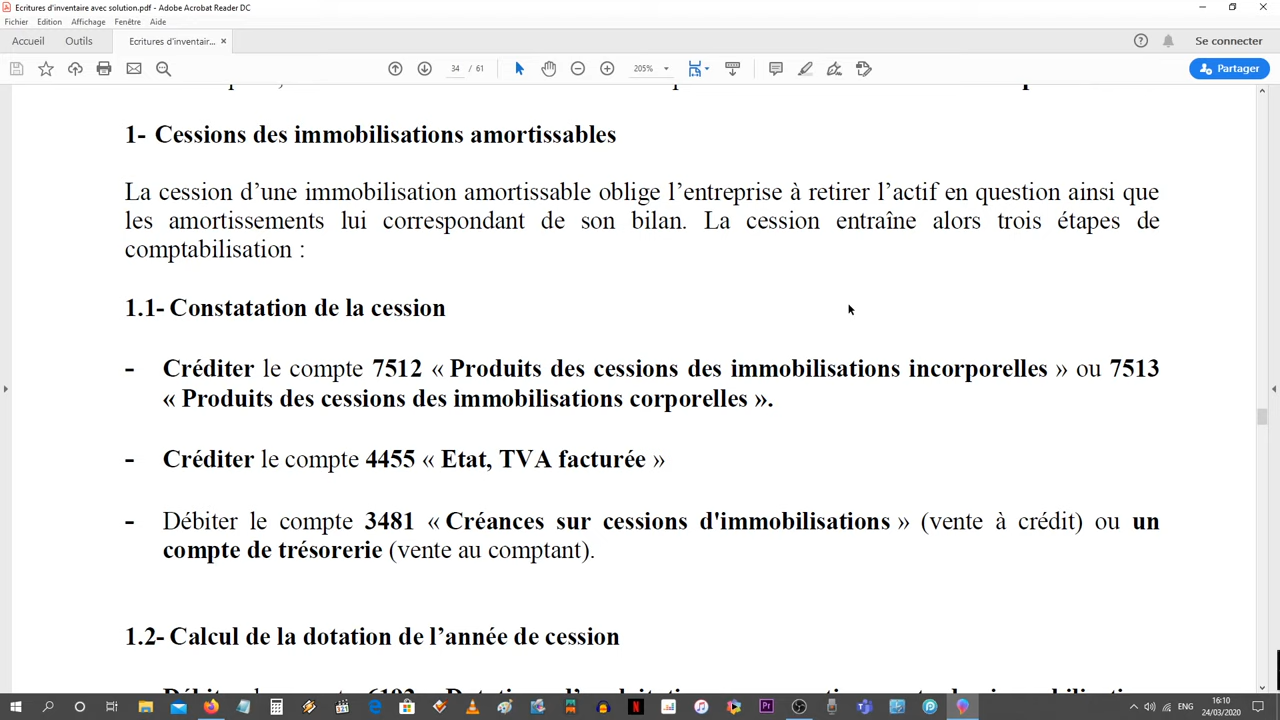 Ecritures d'inventaire avec solution.pdf - Adobe Acrobat Reader DC
Fichier Edition Affichage Fenêtre Aide
Accueil Outils Ecritures d'inventair... × Se connecter
34 / 61 205% Partager
1- Cessions des immobilisations amortissables
La cession d’une immobilisation amortissable oblige l’entreprise à retirer l’actif en question ainsi que
les amortissements lui correspondant de son bilan. La cession entraîne alors trois étapes de
comptabilisation :
1.1- Constatation de la cession
- Créditer le compte 7512 « Produits des cessions des immobilisations incorporelles » ou 7513
« Produits des cessions des immobilisations corporelles ».
- Créditer le compte 4455 « Etat, TVA facturée »
- Débiter le compte 3481 « Créances sur cessions d'immobilisations » (vente à crédit) ou un
compte de trésorerie (vente au comptant).
1.2- Calcul de la dotation de l’année de cession
ENG 16:10
24/03/2020